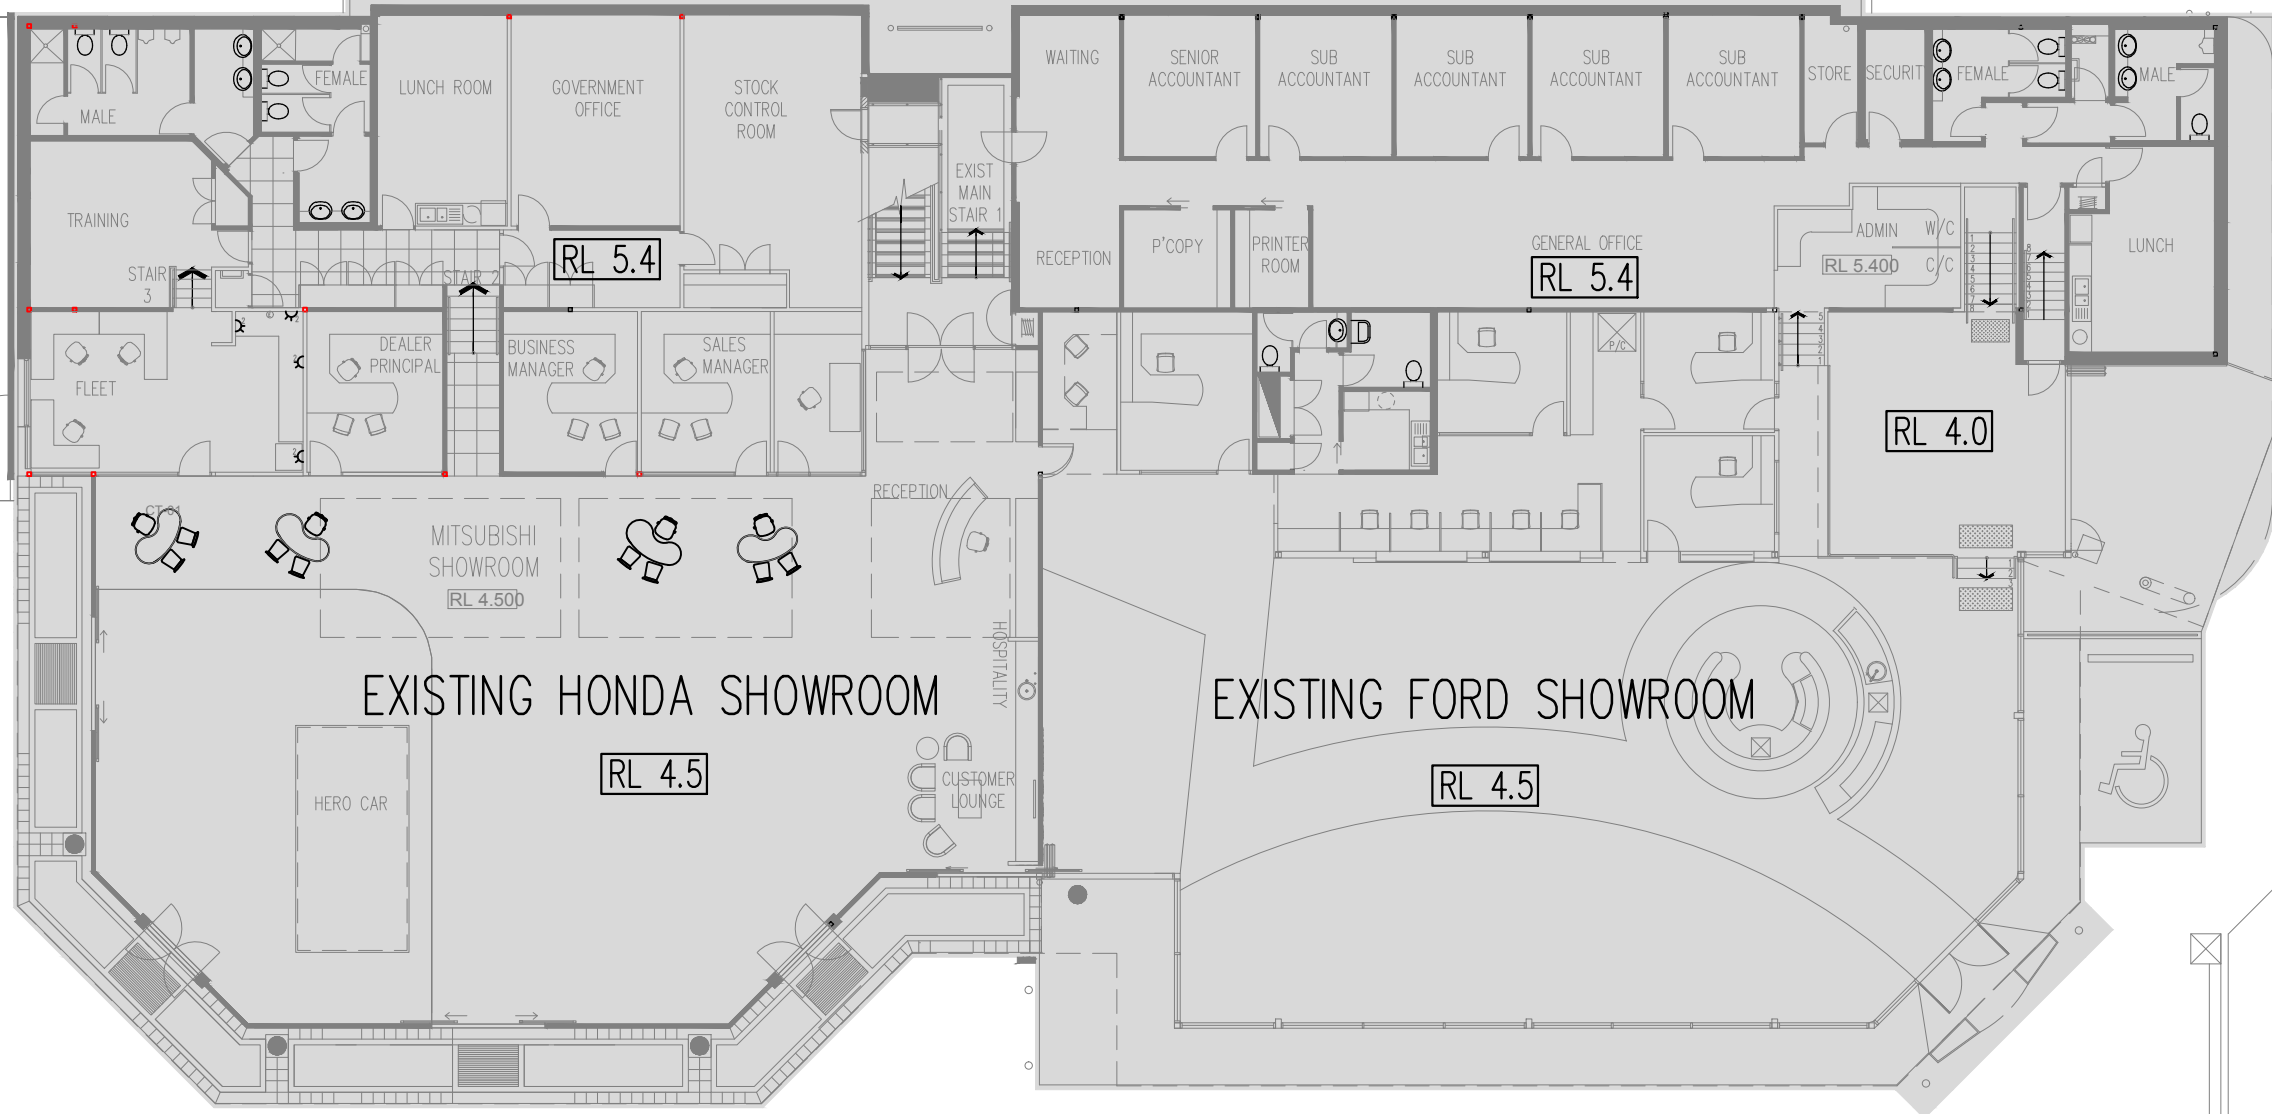 MALE
FEMALE
LUNCH ROOM
GOVERNMENT
OFFICE
STOCK
CONTROL
ROOM
WAITING
SENIOR
ACCOUNTANT
SUB
ACCOUNTANT
SUB
ACCOUNTANT
SUB
ACCOUNTANT
SUB
ACCOUNTANT
STORE
SECURIT
FEMALE
MALE
TRAINING
STAIR
3
STAIR 2
RL 5.4
EXIST
MAIN
STAIR 1
RECEPTION
P'COPY
PRINTER
ROOM
GENERAL OFFICE
RL 5.4
ADMIN
W/C
C/C
RL 5.400
LUNCH
FLEET
DEALER
PRINCIPAL
BUSINESS
MANAGER
SALES
MANAGER
P/C
RL 4.0
RECEPTION
CT-01
MITSUBISHI
SHOWROOM
RL 4.500
HOSPITALITY
EXISTING HONDA SHOWROOM
EXISTING FORD SHOWROOM
RL 4.5
RL 4.5
HERO CAR
CUSTOMER
LOUNGE